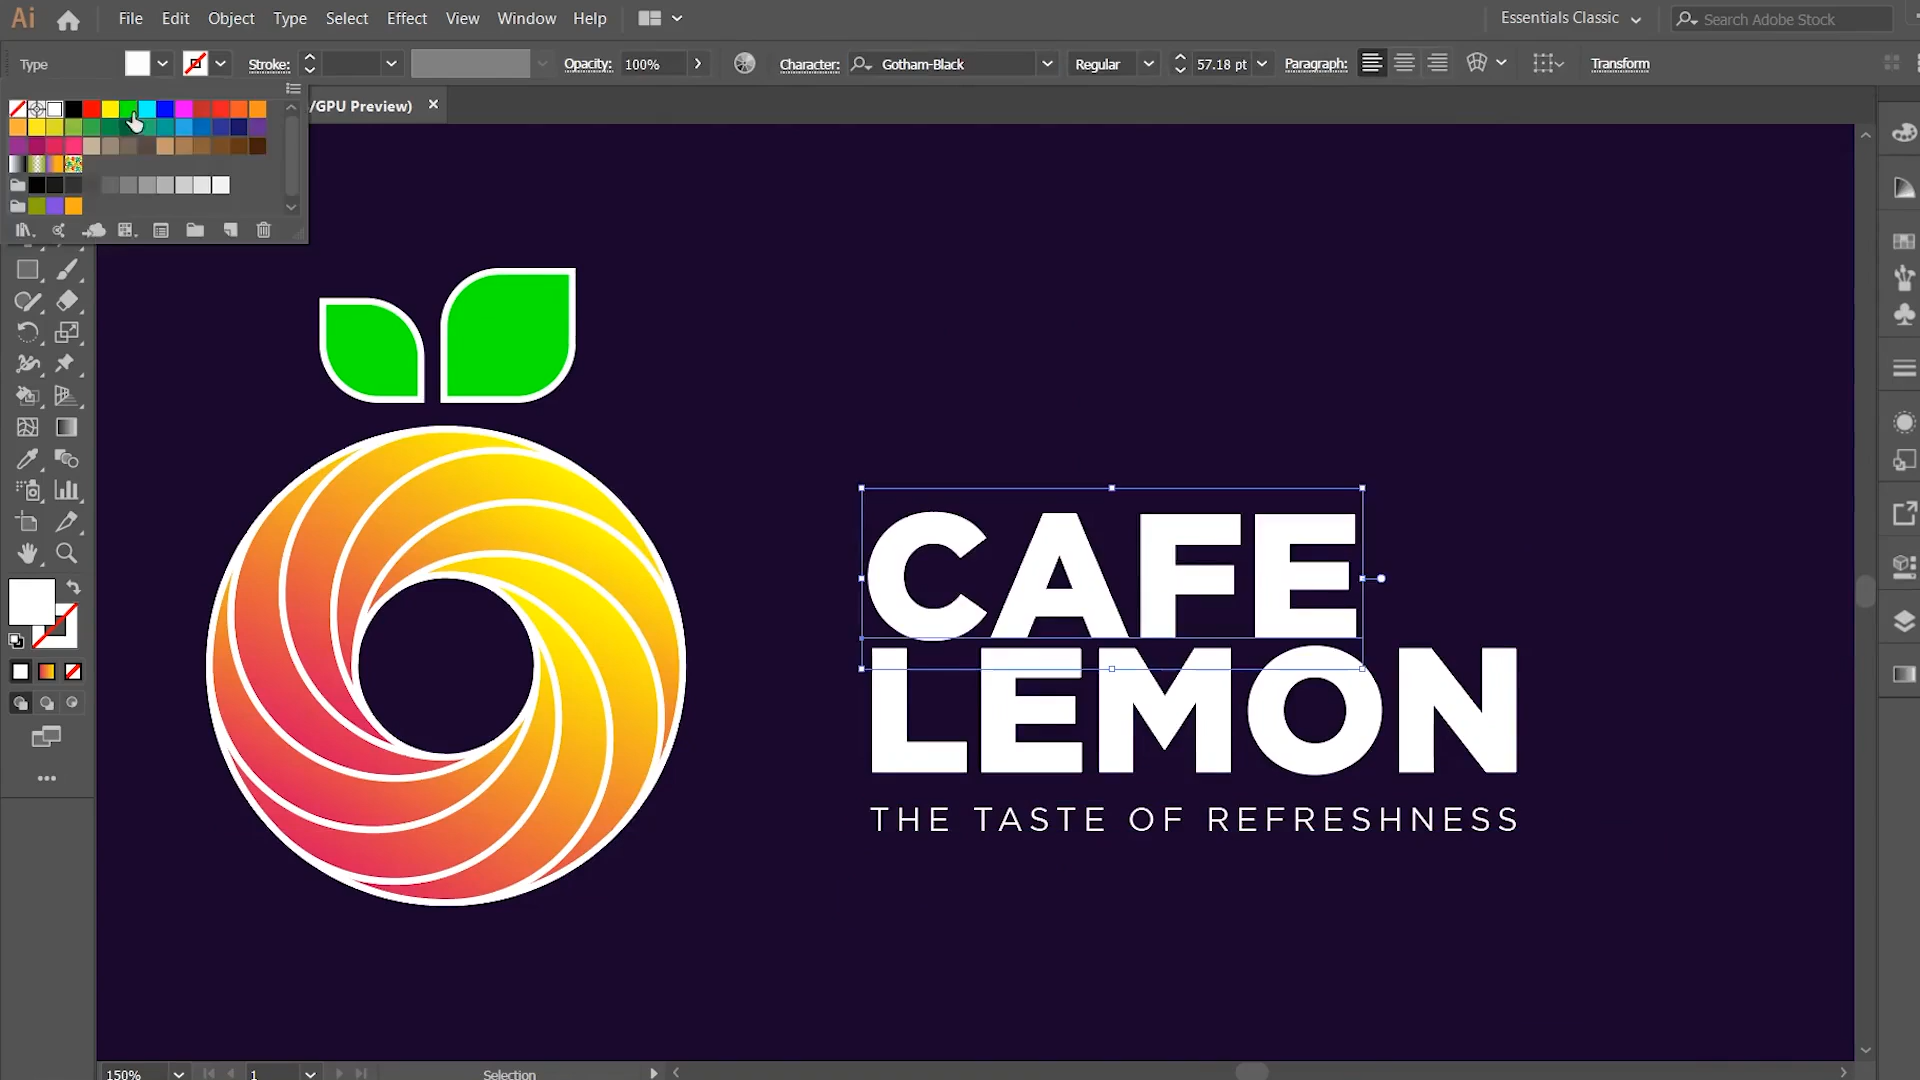 Ai File Edit Object Type Select Effect View Window Help Essentials Classic Search Adobe Stock
Type Stroke: Opacity: 100% Character: Gotham-Black Regular 57.18 pt Paragraph: Transform
/GPU Preview) ×
CAFE
LEMON
THE TASTE OF REFRESHNESS
150% 1 Selection